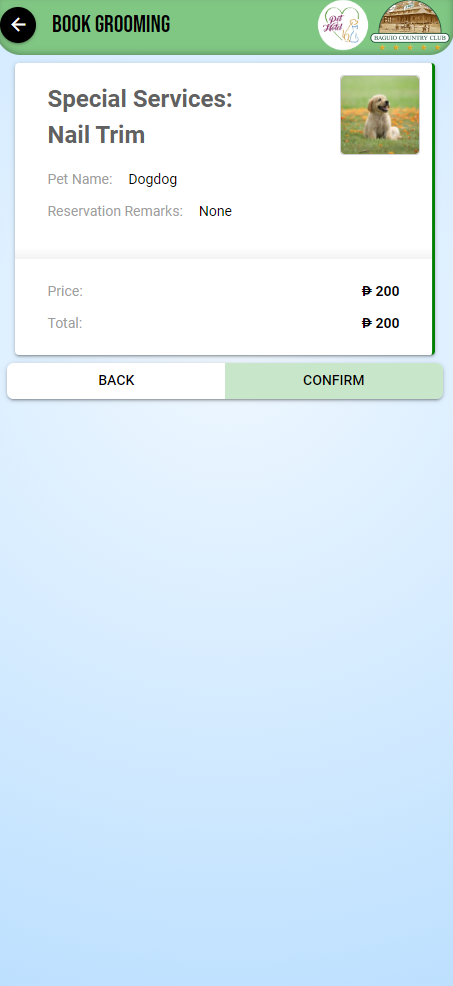 BOOK GROOMING
Pet Hotel
BAGUIO COUNTRY CLUB
Special Services:
Nail Trim
Pet Name: Dogdog
Reservation Remarks: None
Price: ₱ 200
Total: ₱ 200
BACK CONFIRM